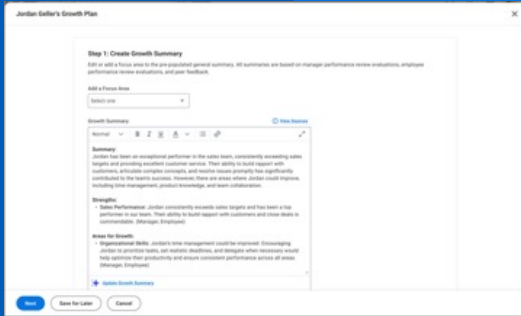 Jordan Geller's Growth Plan
Step 1: Create Growth Summary
Edit or add a focus area to the pre-populated general summary. All summaries are based on manager performance review evaluations, employee
performance review evaluations, and peer feedback.
Add a Focus Area
Select one
Growth Summary
View Sources
Normal B I U A
Summary:
Jordan has been an exceptional performer in the sales team, consistently exceeding sales
targets and providing excellent customer service. Their ability to build rapport with
customers, articulate complex concepts, and resolve issues promptly has significantly
contributed to the team's success. However, there are areas where Jordan could improve,
including time management, product knowledge, and team collaboration.
Strengths:
• Sales Performance: Jordan consistently exceeds sales targets and has been a top
performer in our team. Their ability to build rapport with customers and close deals is
commendable. (Manager, Employee)
Areas for Growth:
• Organizational Skills: Jordan's time management could be improved. Encouraging
Jordan to prioritize tasks, set realistic deadlines, and delegate when necessary would
help optimize their productivity and ensure consistent performance across all areas
(Manager, Employee)
Update Growth Summary
Next
Save for Later
Cancel